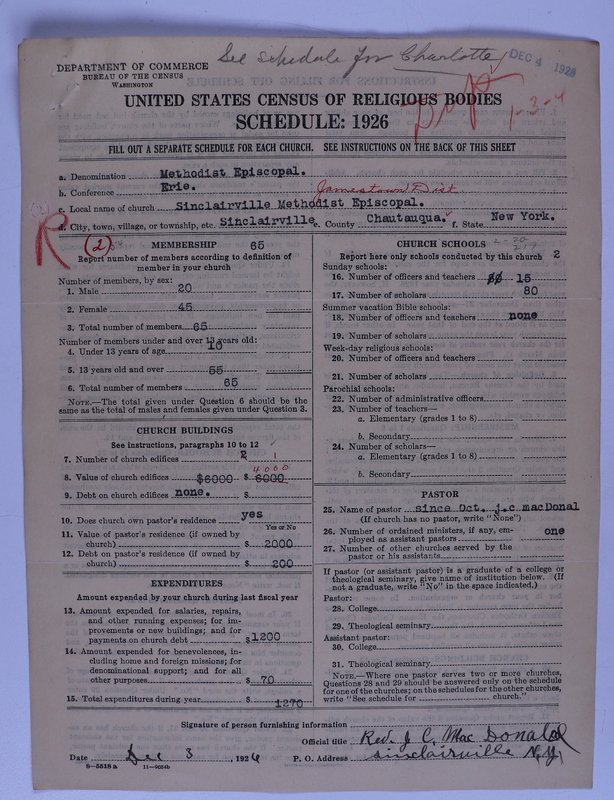 See schedule for Charlotte
DEC 4 1926
DEPARTMENT OF COMMERCE
BUREAU OF THE CENSUS
WASHINGTON
UNITED STATES CENSUS OF RELIGIOUS BODIES
SCHEDULE: 1926
Dup
1-3-4
FILL OUT A SEPARATE SCHEDULE FOR EACH CHURCH. SEE INSTRUCTIONS ON THE BACK OF THIS SHEET
a. Denomination Methodist Episcopal.
b. Conference Erie. Jamestown Dist.
c. Local name of church Sinclairville Methodist Episcopal.
d. City, town, village, or township, etc. Sinclairville e. County Chautauqua. f. State New York.
R
(2)
MEMBERSHIP 65
Report number of members according to definition of
member in your church
Number of members, by sex:
1. Male 20
2. Female 45
3. Total number of members 65
Number of members under and over 13 years old:
4. Under 13 years of age 10
5. 13 years old and over 55
6. Total number of members 65
NOTE.—The total given under Question 6 should be
same as the total of males and females given under Question 3.
CHURCH BUILDINGS
See instructions, paragraphs 10 to 12
7. Number of church edifices 2 1
4000
8. Value of church edifices $6000 $ 6000
9. Debt on church edifices none. $
10. Does church own pastor's residence yes
Yes or No
11. Value of pastor's residence (if owned by
church) $ 2000
12. Debt on pastor's residence (if owned by
church) $ 200
EXPENDITURES
Amount expended by your church during last fiscal year
13. Amount expended for salaries, repairs,
and other running expenses; for im-
provements or new buildings; and for
payments on church debt $1200
14. Amount expended for benevolences, in-
cluding home and foreign missions; for
denominational support; and for all
other purposes $ 70
15. Total expenditures during year $ 1270
CHURCH SCHOOLS
Report here only schools conducted by this church 2
Sunday schools:
16. Number of officers and teachers 15
17. Number of scholars 80
Summer vacation Bible schools:
18. Number of officers and teachers none
19. Number of scholars
Week-day religious schools:
20. Number of officers and teachers
21. Number of scholars
Parochial schools:
22. Number of administrative officers
23. Number of teachers—
a. Elementary (grades 1 to 8)
b. Secondary
24. Number of scholars—
a. Elementary (grades 1 to 8)
b. Secondary
PASTOR
25. Name of pastor since Oct. j.c macDonal
(If church has no pastor, write "None")
26. Number of ordained ministers, if any, em-
ployed as assistant pastors one
27. Number of other churches served by the
pastor or his assistants
If pastor (or assistant pastor) is a graduate of a college or
theological seminary, give name of institution below. (If
not a graduate, write "No" in the space indicated.)
Pastor:
28. College
29. Theological seminary
Assistant pastor:
30. College
31. Theological seminary
NOTE.—Where one pastor serves two or more churches,
Questions 28 and 29 should be answered only on the schedule
for one of the churches; on the schedules for the other churches,
write "See schedule for church."
Signature of person furnishing information
Official title Rev. J C. Mac Donald
Date Dec 3, 1926 P. O. Address Sinclairville N.Y.
8—5518 a 11—9034b